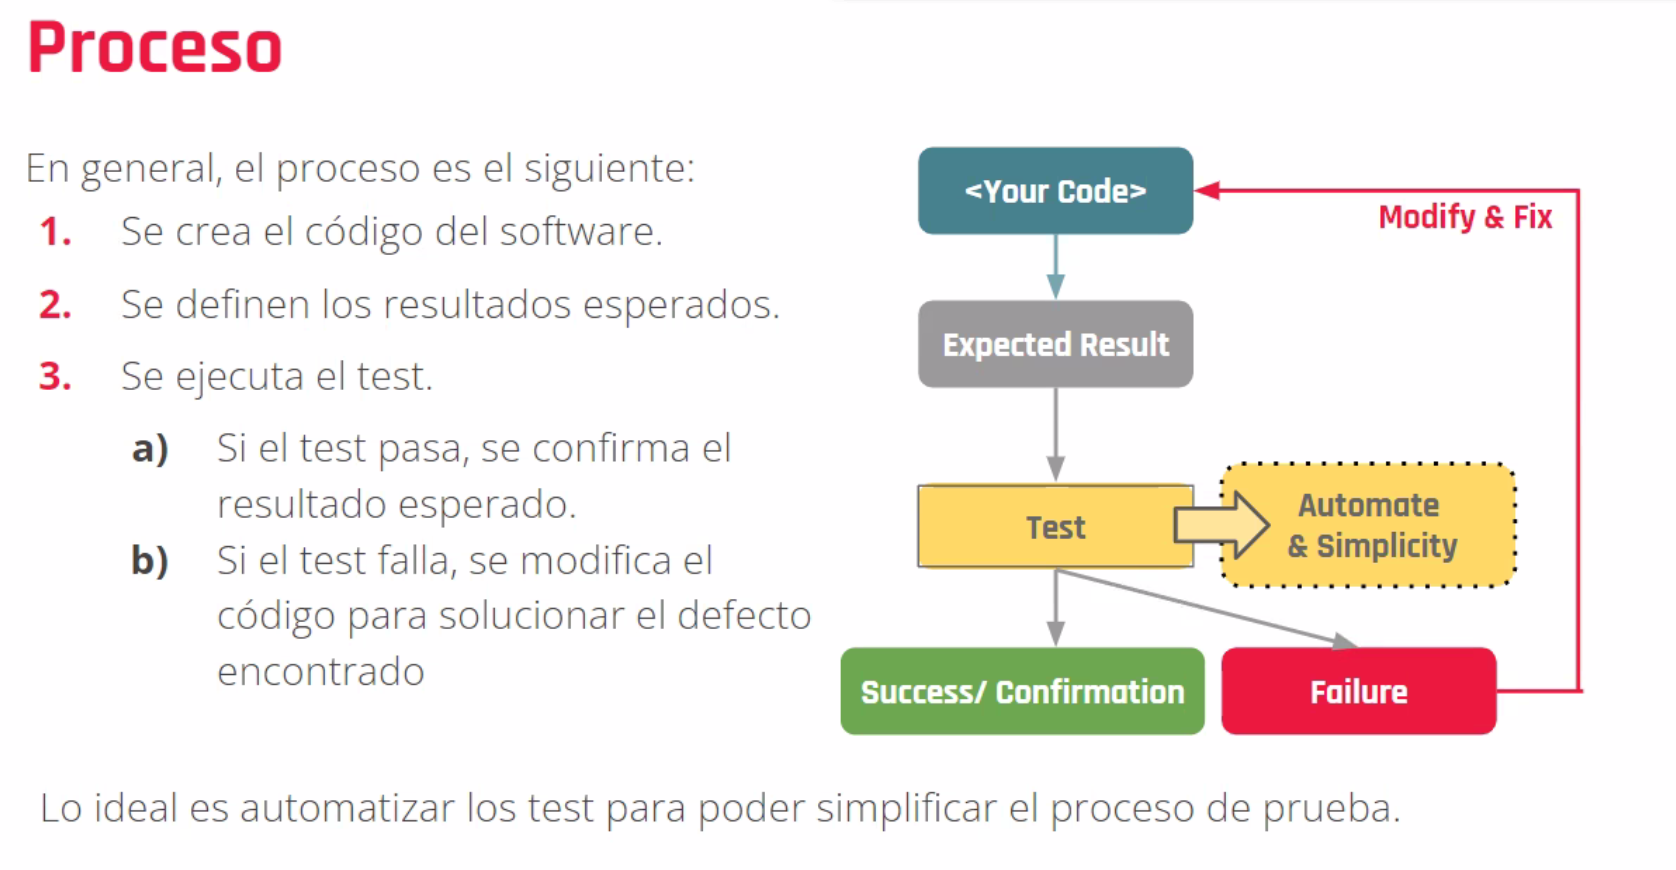 Proceso
En general, el proceso es el siguiente:
1. Se crea el código del software.
2. Se definen los resultados esperados.
3. Se ejecuta el test.
a) Si el test pasa, se confirma el
resultado esperado.
b) Si el test falla, se modifica el
código para solucionar el defecto
encontrado
<Your Code>
Modify & Fix
Expected Result
Test
Automate
& Simplicity
Success/ Confirmation
Failure
Lo ideal es automatizar los test para poder simplificar el proceso de prueba.